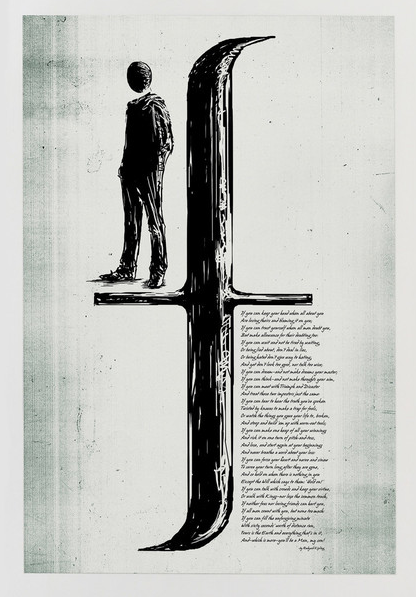 if
If you can keep your head when all about you
Are losing theirs and blaming it on you,
If you can trust yourself when all men doubt you,
But make allowance for their doubting too;
If you can wait and not be tired by waiting,
Or being lied about, don't deal in lies,
Or being hated don't give way to hating,
And yet don't look too good, nor talk too wise;
If you can dream—and not make dreams your master;
If you can think—and not make thoughts your aim,
If you can meet with Triumph and Disaster
And treat those two impostors just the same
If you can bear to hear the truth you've spoken
Twisted by knaves to make a trap for fools,
Or watch the things you gave your life to, broken,
And stoop and build 'em up with worn-out tools;
If you can make one heap of all your winnings
And risk it on one turn of pitch-and-toss,
And lose, and start again at your beginnings
And never breathe a word about your loss
If you can force your heart and nerve and sinew
To serve your turn long after they are gone,
And so hold on when there is nothing in you
Except the Will which says to them: 'Hold on!'
If you can talk with crowds and keep your virtue,
Or walk with Kings—nor lose the common touch,
If neither foes nor loving friends can hurt you,
If all men count with you, but none too much
If you can fill the unforgiving minute
With sixty seconds' worth of distance run,
Yours is the Earth and everything that's in it,
And—which is more—you'll be a Man, my son!
by Rudyard Kipling